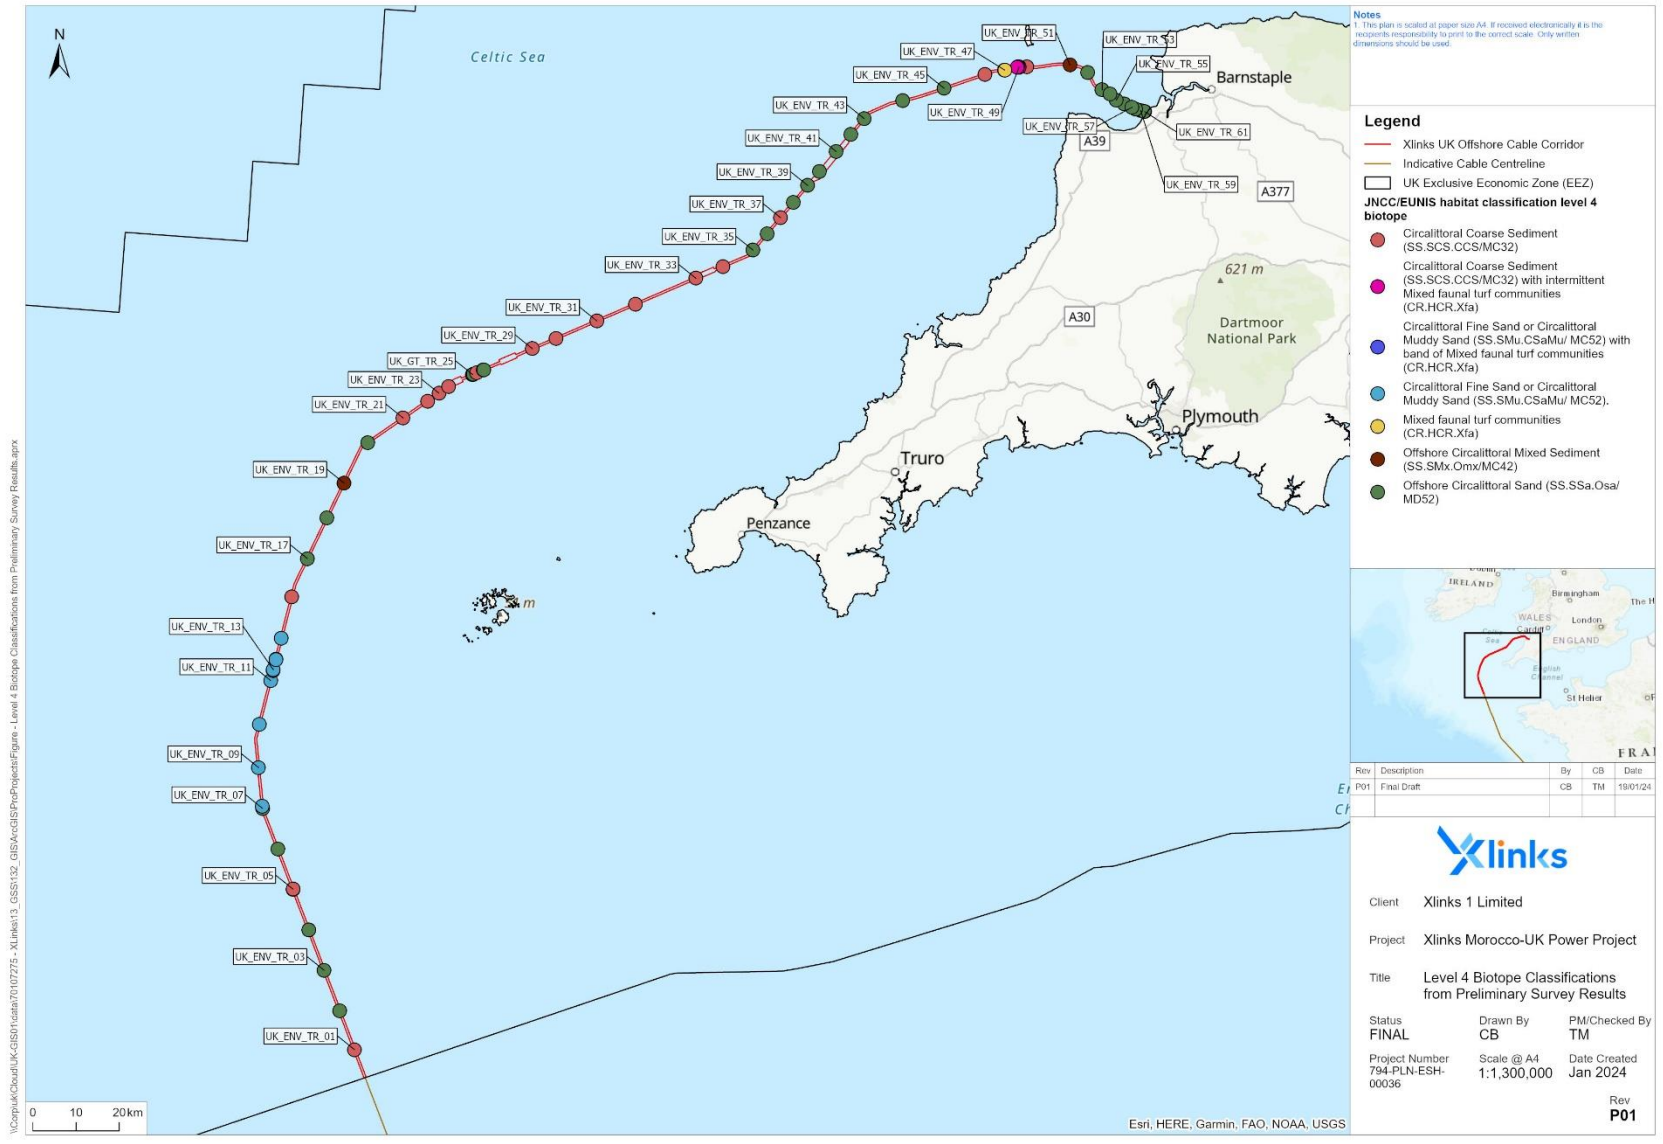 N
Celtic Sea
UK_ENV_TR_51
UK_ENV_TR_53
UK_ENV_TR_47
UK_ENV_TR_55
UK_ENV_TR_45
Barnstaple
UK_ENV_TR_43
UK_ENV_TR_49
UK_ENV_TR_57
UK_ENV_TR_61
UK_ENV_TR_41
A39
UK_ENV_TR_39
UK_ENV_TR_59
A377
UK_ENV_TR_37
UK_ENV_TR_35
UK_ENV_TR_33
621 m
UK_ENV_TR_31
A30
Dartmoor
National Park
UK_ENV_TR_29
UK_GT_TR_25
UK_ENV_TR_23
UK_ENV_TR_21
Plymouth
Truro
UK_ENV_TR_19
Penzance
UK_ENV_TR_17
m
UK_ENV_TR_13
UK_ENV_TR_11
UK_ENV_TR_09
UK_ENV_TR_07
UK_ENV_TR_05
UK_ENV_TR_03
UK_ENV_TR_01
0 10 20km
Esri, HERE, Garmin, FAO, NOAA, USGS
Notes
1. This plan is scaled at paper size A4. If received electronically it is the
recipients responsibility to print to the correct scale. Only written
dimensions should be used.
Legend
Xlinks UK Offshore Cable Corridor
Indicative Cable Centreline
UK Exclusive Economic Zone (EEZ)
JNCC/EUNIS habitat classification level 4
biotope
Circalittoral Coarse Sediment
(SS.SCS.CCS/MC32)
Circalittoral Coarse Sediment
(SS.SCS.CCS/MC32) with intermittent
Mixed faunal turf communities
(CR.HCR.Xfa)
Circalittoral Fine Sand or Circalittoral
Muddy Sand (SS.SMu.CSaMu/ MC52) with
band of Mixed faunal turf communities
(CR.HCR.Xfa)
Circalittoral Fine Sand or Circalittoral
Muddy Sand (SS.SMu.CSaMu/ MC52).
Mixed faunal turf communities
(CR.HCR.Xfa)
Offshore Circalittoral Mixed Sediment
(SS.SMx.Omx/MC42)
Offshore Circalittoral Sand (SS.SSa.Osa/
MD52)
IRELAND
Birmingham
The H
WALES
London
Celtic
Sea
Cardiff
ENGLAND
English
Channel
St Helier
FRA
Rev Description By CB Date
P01 Final Draft CB TM 19/01/24
Xlinks
Client Xlinks 1 Limited
Project Xlinks Morocco-UK Power Project
Title Level 4 Biotope Classifications
from Preliminary Survey Results
Status Drawn By PM/Checked By
FINAL CB TM
Project Number Scale @ A4 Date Created
794-PLN-ESH-
00036 1:1,300,000 Jan 2024
Rev
P01